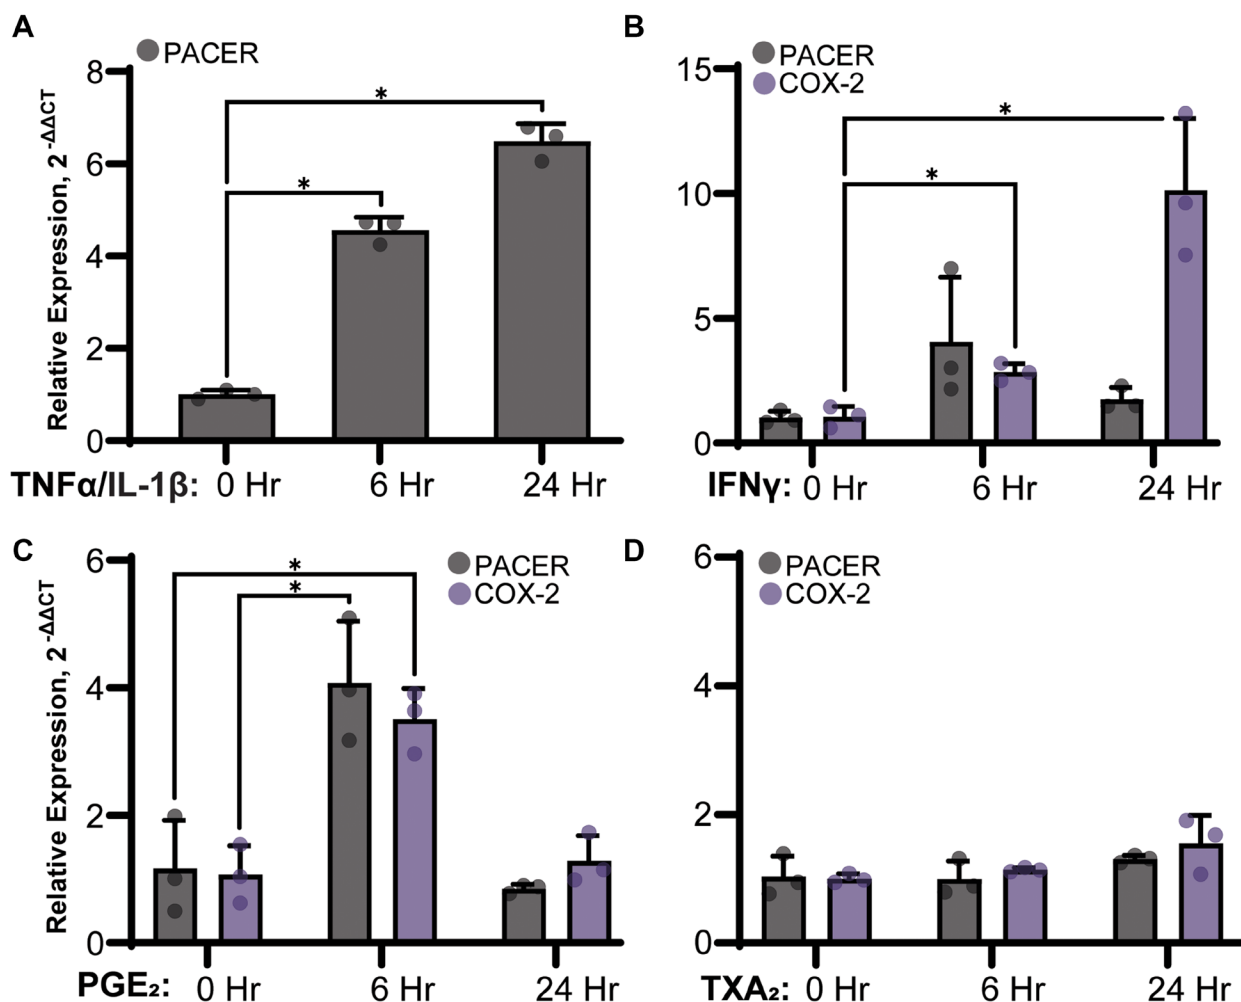 A
PACER
8
6
4
2
0
Relative Expression, 2^-ΔΔCT
*
*
TNFα/IL-1β: 0 Hr 6 Hr 24 Hr
B
PACER
COX-2
15
10
5
0
*
*
IFNγ: 0 Hr 6 Hr 24 Hr
C
PACER
COX-2
6
4
2
0
Relative Expression, 2^-ΔΔCT
*
*
PGE₂: 0 Hr 6 Hr 24 Hr
D
PACER
COX-2
6
4
2
0
TXA₂: 0 Hr 6 Hr 24 Hr